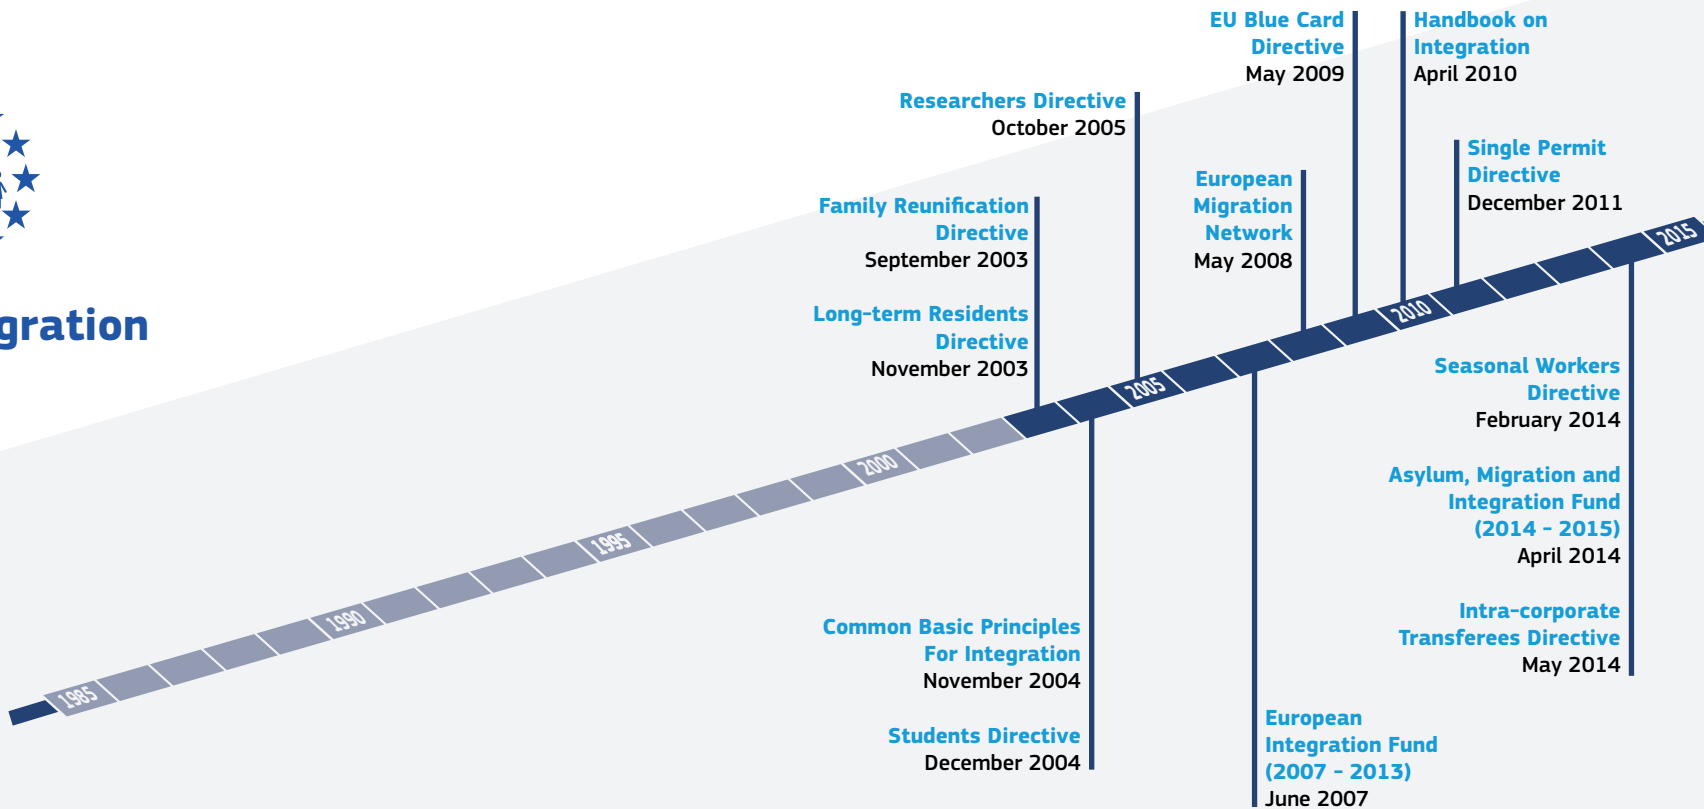 EU Blue Card
Directive
May 2009
Handbook on
Integration
April 2010
Researchers Directive
October 2005
Single Permit
Directive
December 2011
European
Migration
Network
May 2008
Family Reunification
Directive
September 2003
Long-term Residents
Directive
November 2003
gration
2015
2010
2005
2000
1995
1990
1985
Seasonal Workers
Directive
February 2014
Asylum, Migration and
Integration Fund
(2014 - 2015)
April 2014
Intra-corporate
Transferees Directive
May 2014
Common Basic Principles
For Integration
November 2004
Students Directive
December 2004
European
Integration Fund
(2007 - 2013)
June 2007